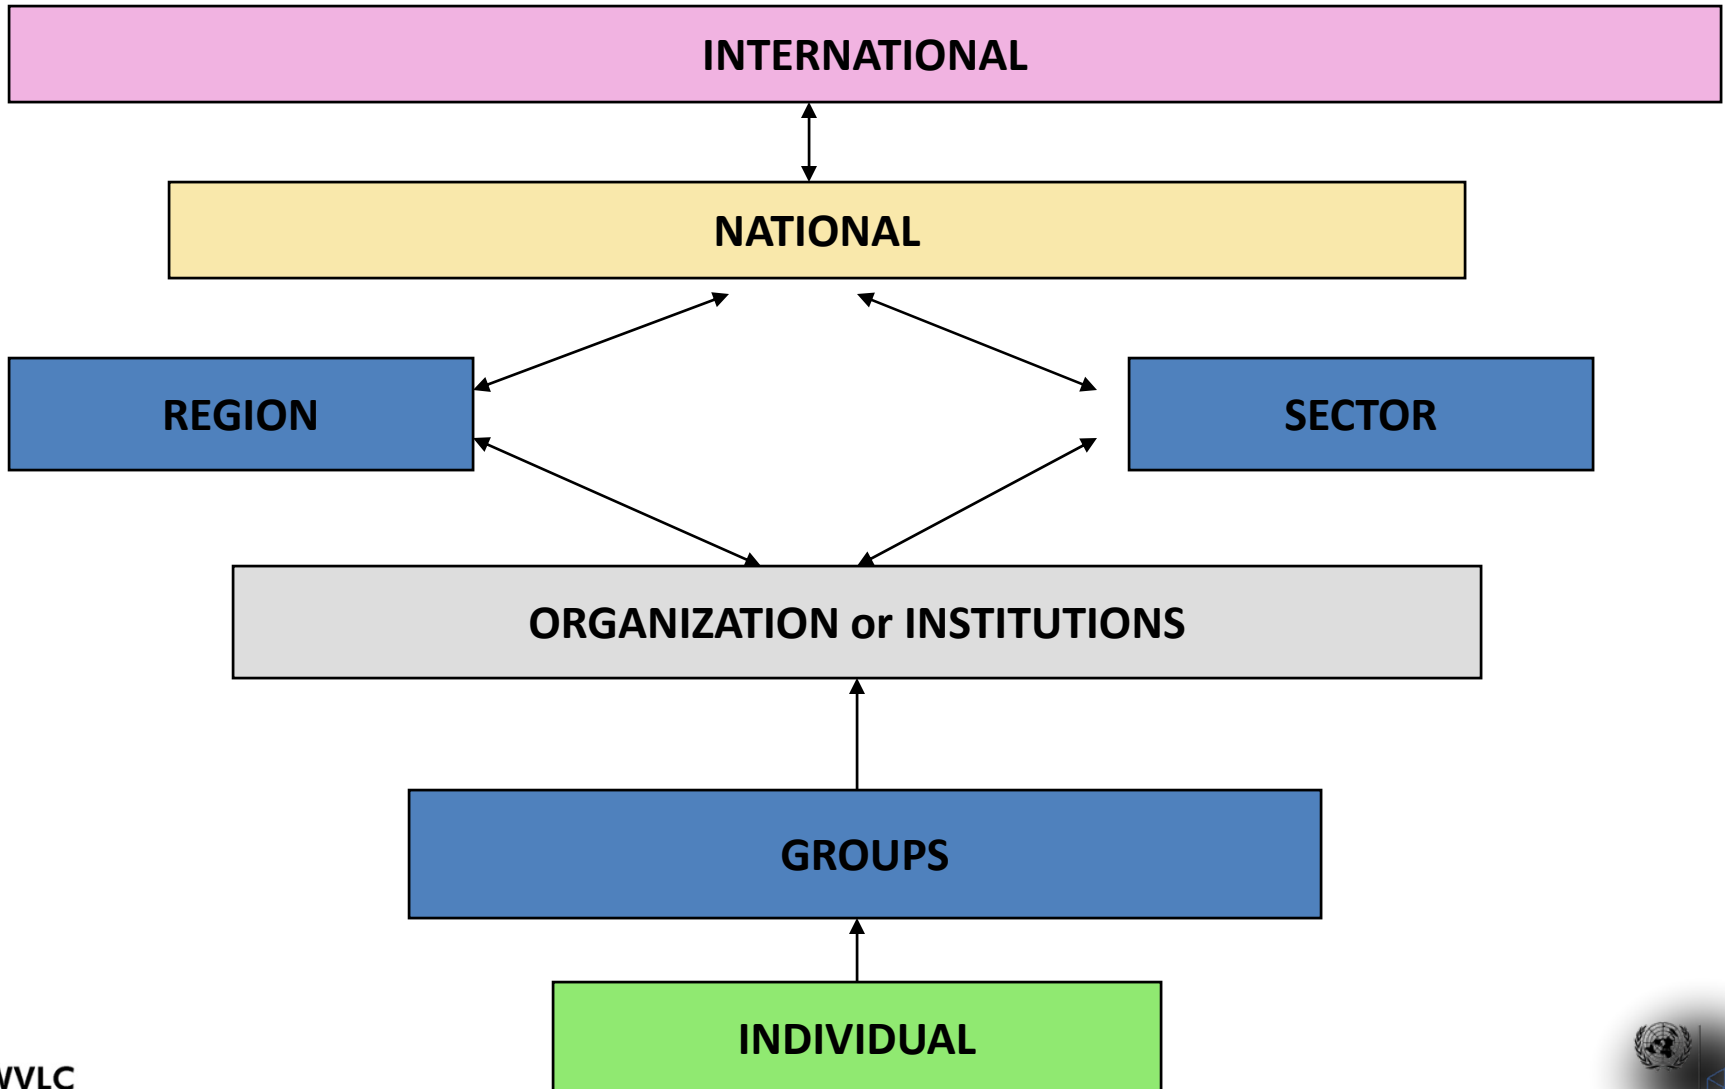 INTERNATIONAL
NATIONAL
REGION
SECTOR
ORGANIZATION or INSTITUTIONS
GROUPS
INDIVIDUAL